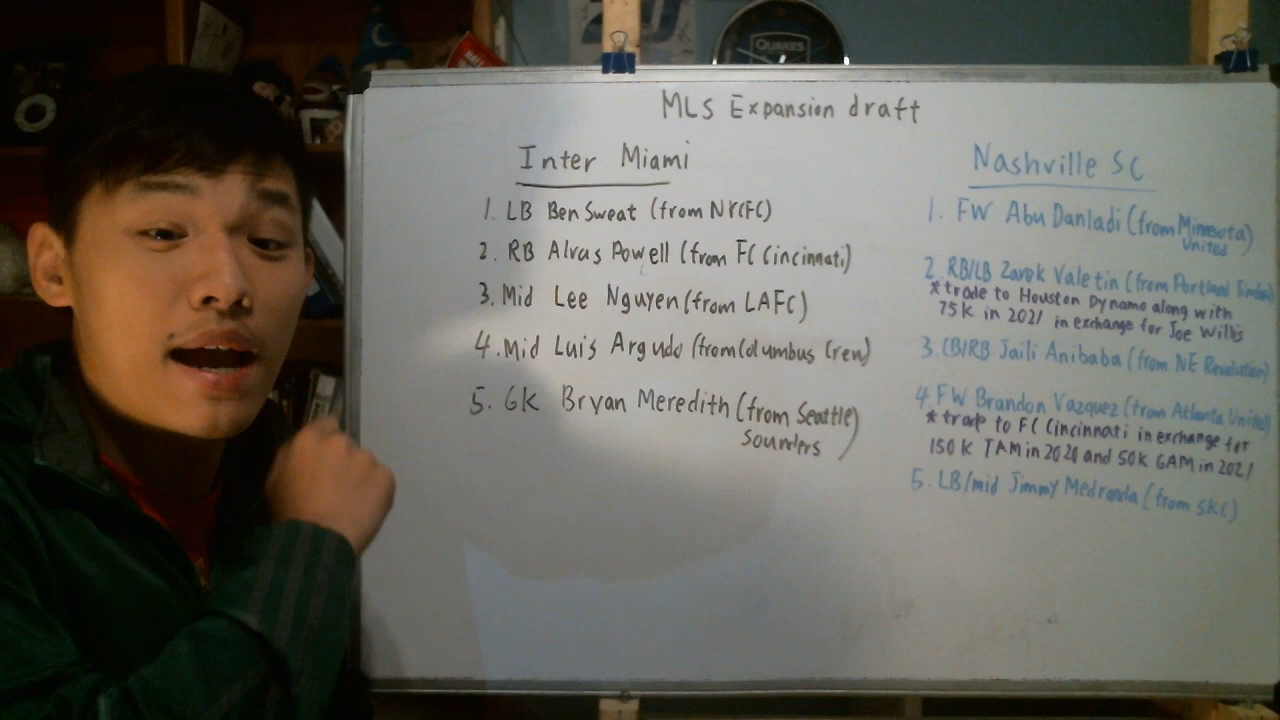 QUAKES
MLS Expansion draft
Inter Miami
1. LB Ben Sweat (from NYCFC)
2. RB Alvas Powell (from FC Cincinnati)
3. Mid Lee Nguyen (from LAFC)
4. Mid Luis Argudo (from Columbus Crew)
5. GK Bryan Meredith (from Seattle)
Sounders
Nashville SC
1. FW Abu Danladi (from Minnesota)
United
2. RB/LB Zarek Valetin (from Portland Timbers)
* trade to Houston Dynamo along with
75K in 2021 in exchange for Joe Willis
3. CB/RB Jaili Anibaba (from NE Revolution)
4. FW Brandon Vazquez (from Atlanta United)
* trade to FC Cincinnati in exchange for
150K TAM in 2020 and 50K GAM in 2021
5. LB/mid Jimmy Medranda (from SKC)